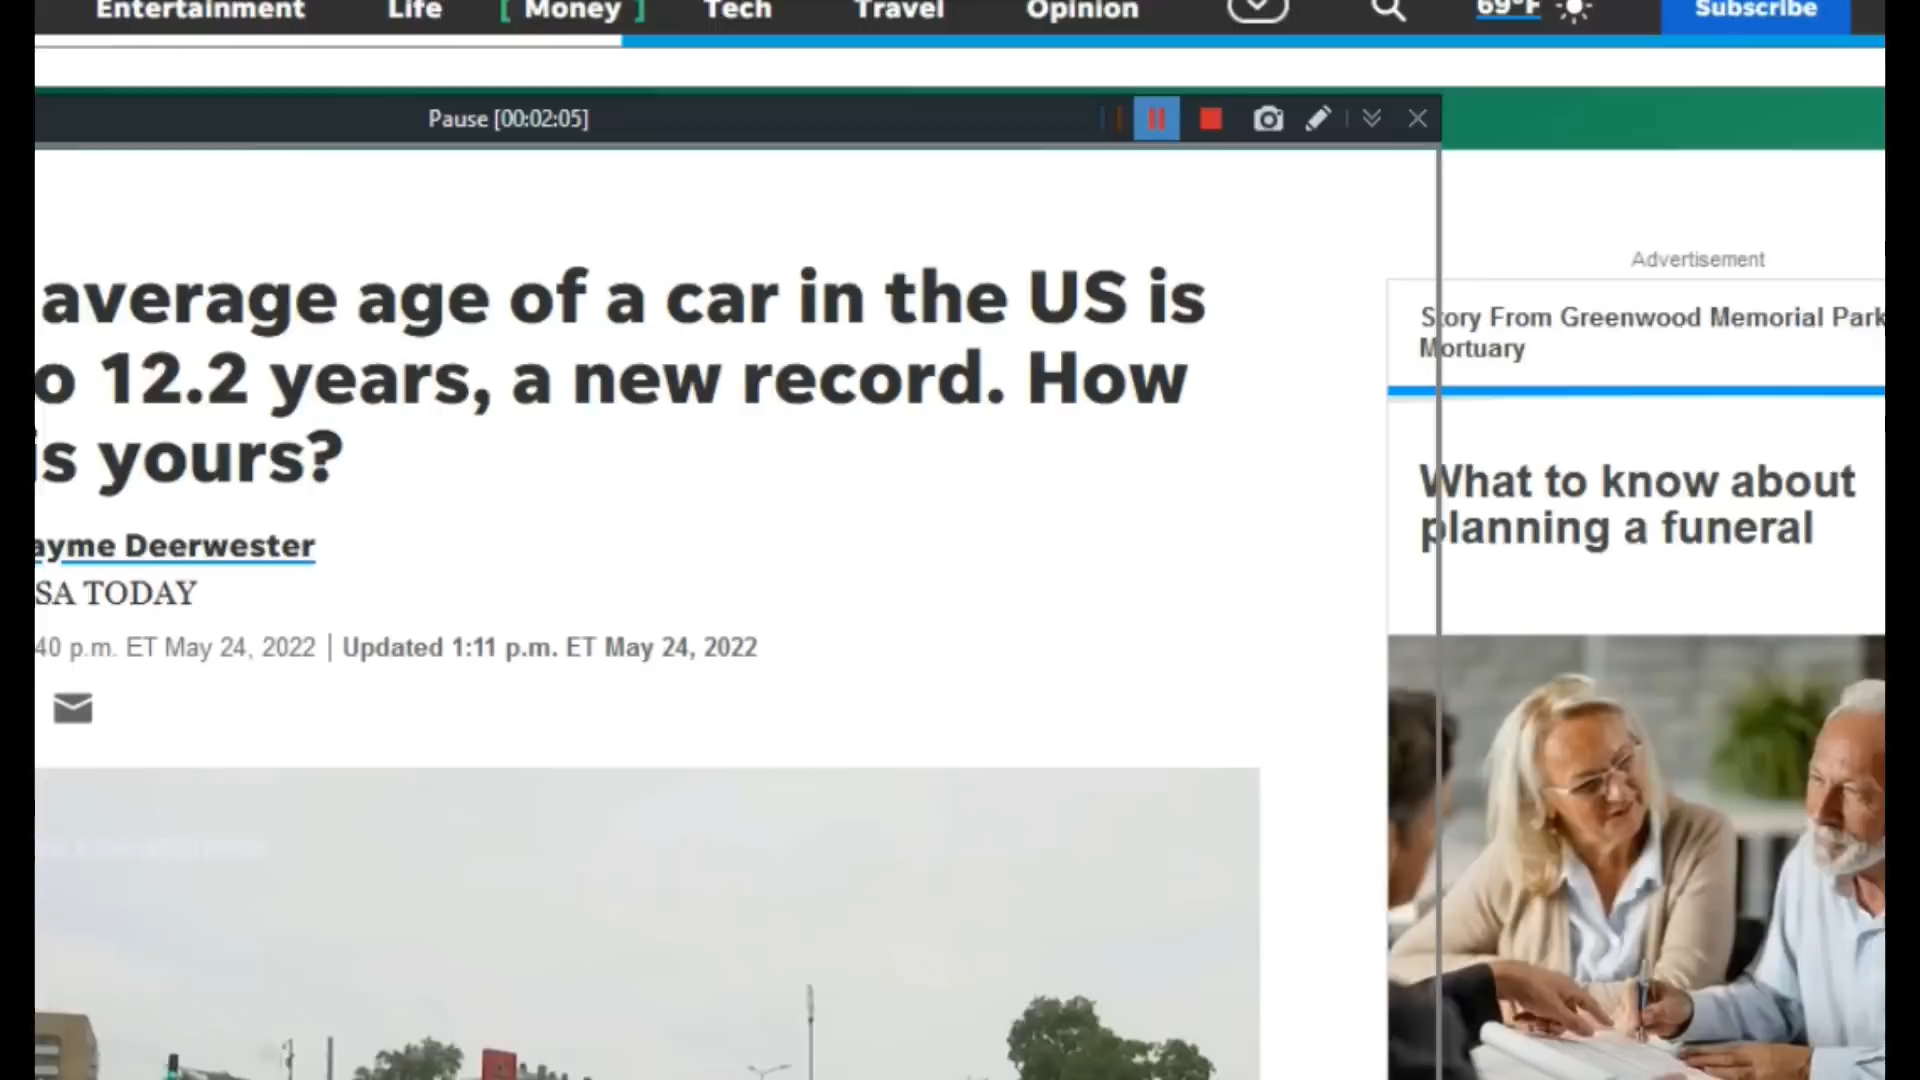 Entertainment Life [ Money ] Tech Travel Opinion 69°F Subscribe
Pause [00:02:05]
average age of a car in the US is
o 12.2 years, a new record. How
is yours?
ayme Deerwester
SA TODAY
40 p.m. ET May 24, 2022 | Updated 1:11 p.m. ET May 24, 2022
Advertisement
Story From Greenwood Memorial Park
Mortuary
What to know about
planning a funeral